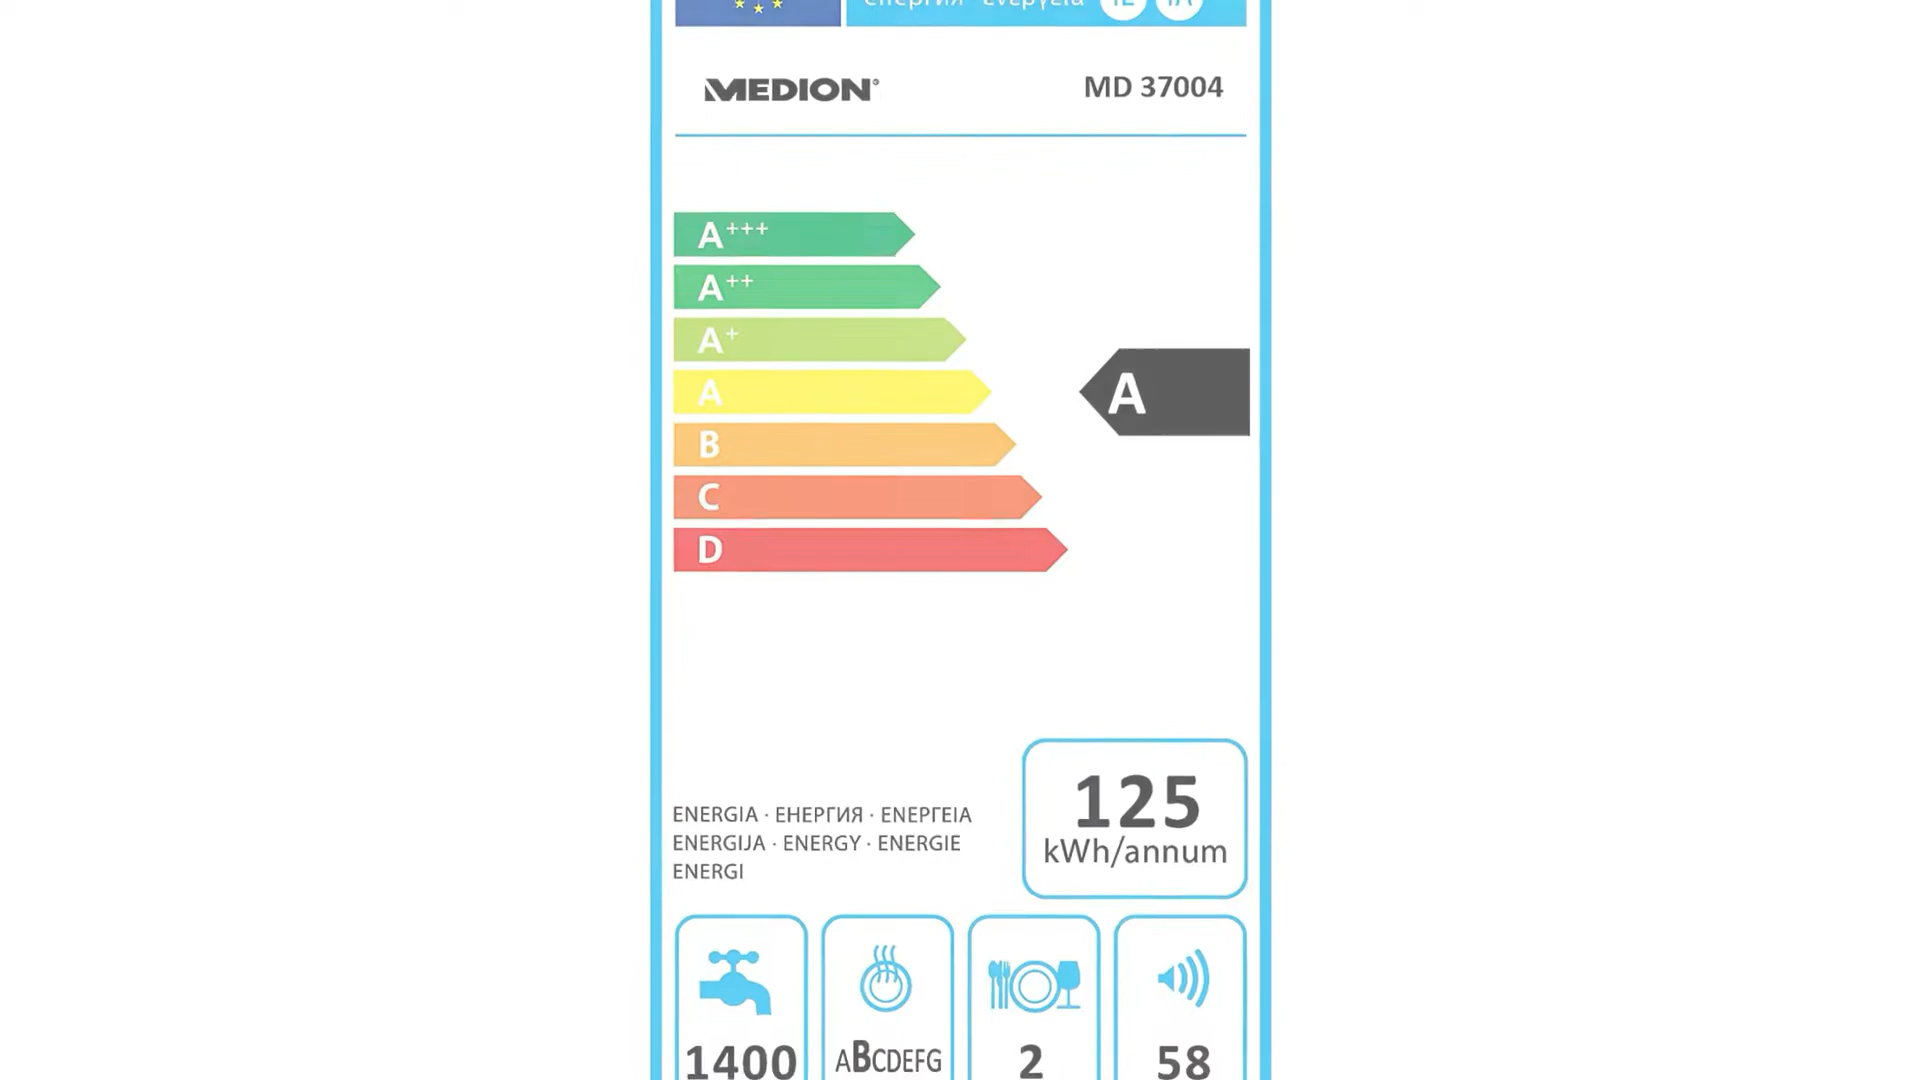 MEDION®
MD 37004
A+++
A++
A+
A
A
B
C
D
125
kWh/annum
ENERGIA · ЕНЕРГИЯ · ΕΝΕΡΓΕΙΑ
ENERGIJA · ENERGY · ENERGIE
ENERGI
1400
ABCDEFG
2
58